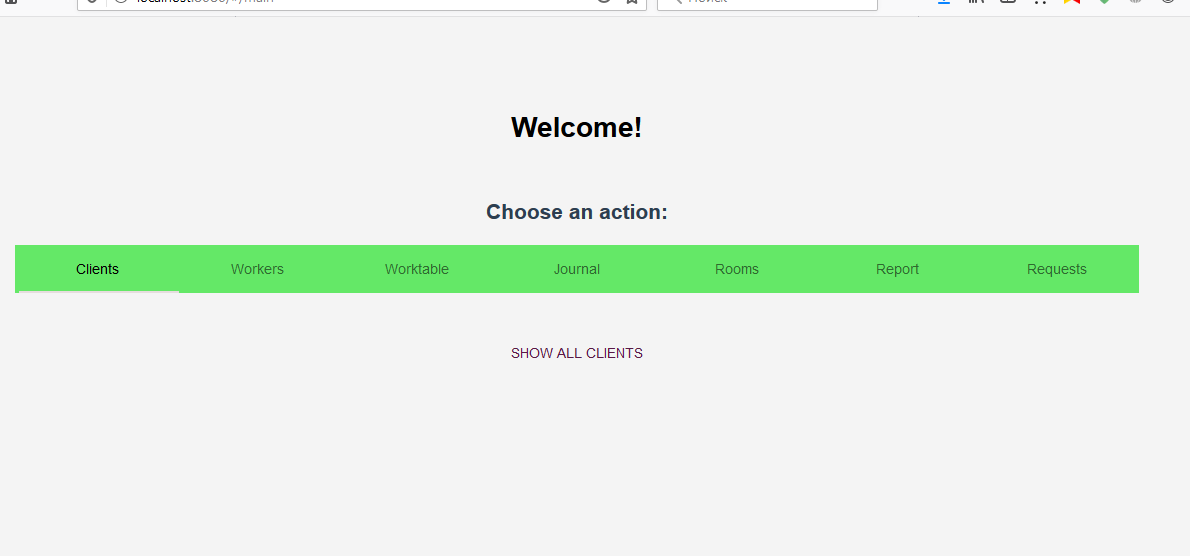 Welcome!
Choose an action:
Clients Workers Worktable Journal Rooms Report Requests
SHOW ALL CLIENTS